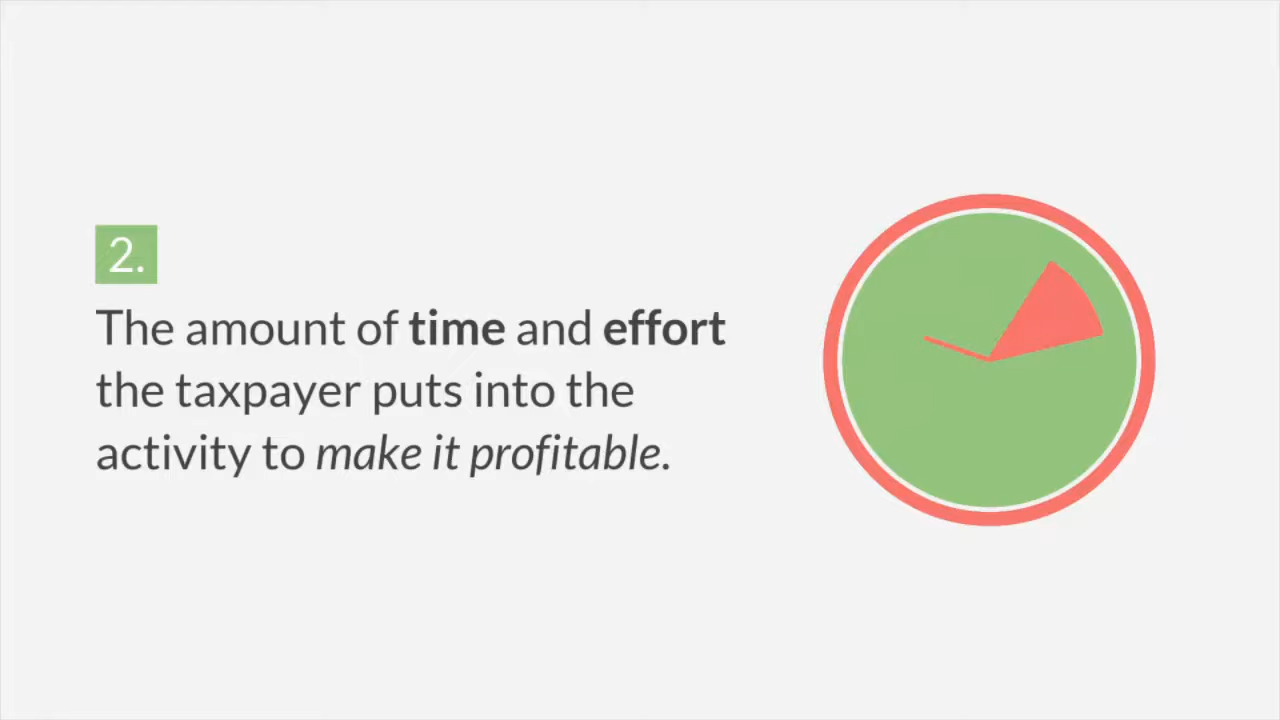 2.
The amount of time and effort
the taxpayer puts into the
activity to make it profitable.